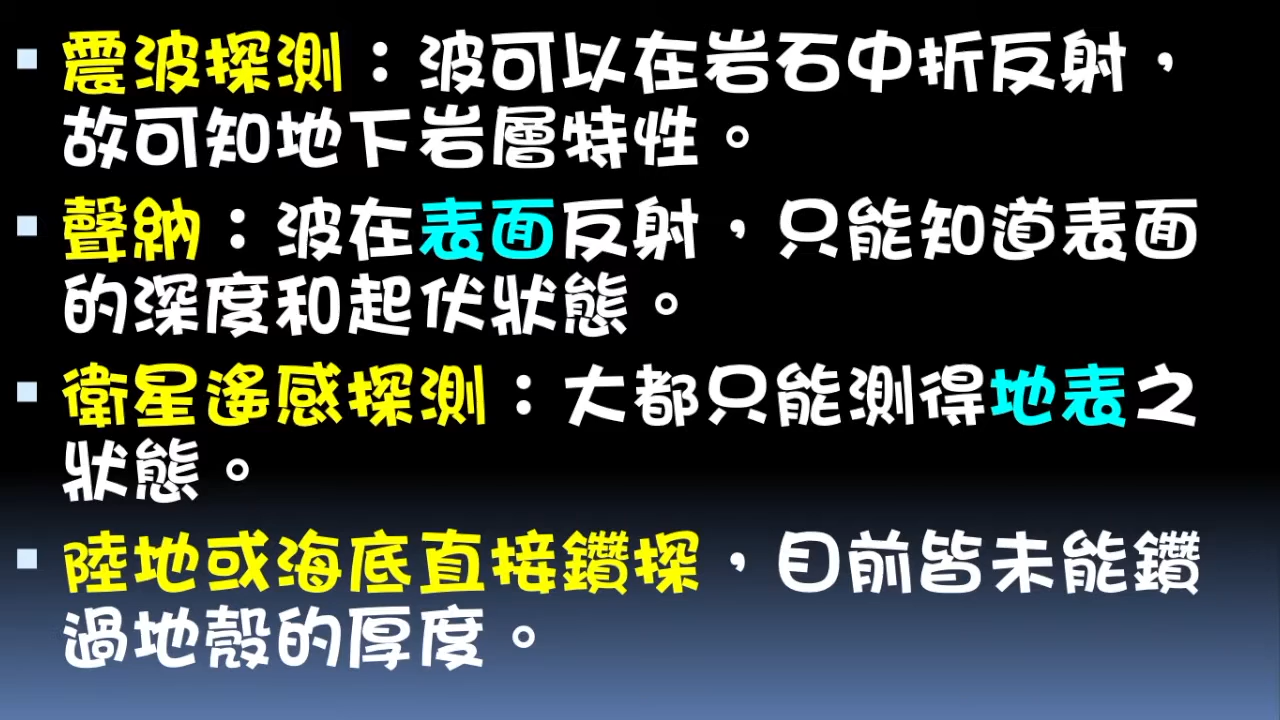 ▪ 震波探測：波可以在岩石中折反射，
故可知地下岩層特性。
▪ 聲納：波在表面反射，只能知道表面
的深度和起伏狀態。
▪ 衛星遙感探測：大都只能測得地表之
狀態。
▪ 陸地或海底直接鑽探，目前皆未能鑽
過地殼的厚度。